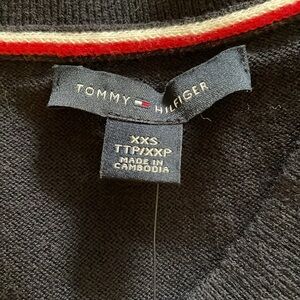 TOMMY HILFIGER
XXS
TTP/XXP
MADE IN
CAMBODIA